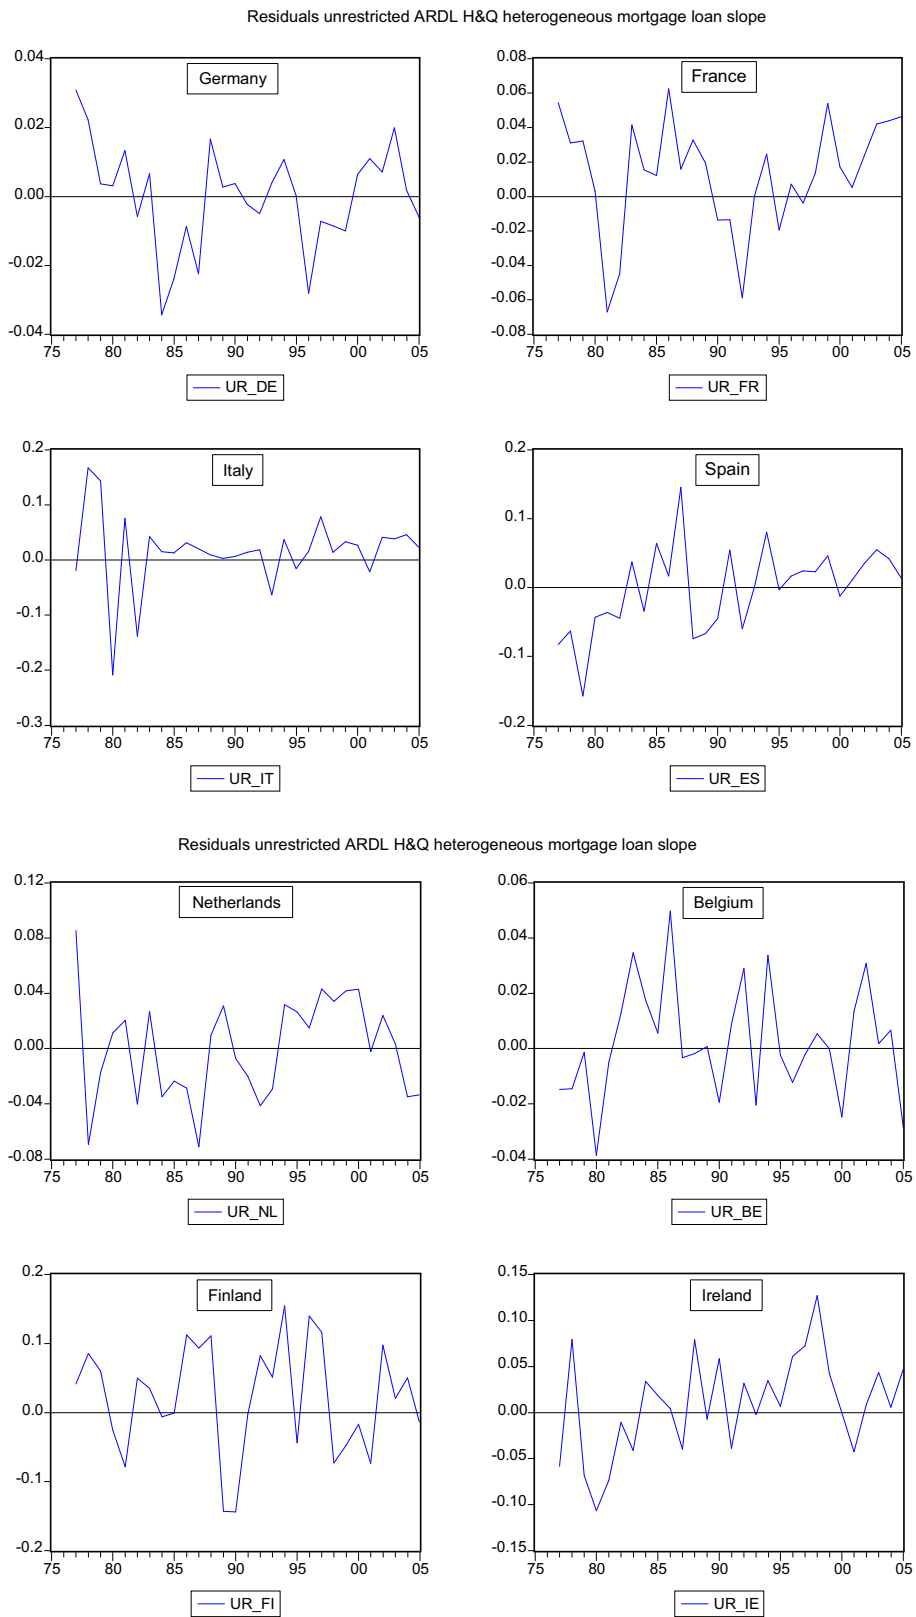 Residuals unrestricted ARDL H&Q heterogeneous mortgage loan slope
Germany
0.04
0.02
0.00
-0.02
-0.04
75 80 85 90 95 00 05
UR_DE
France
0.08
0.06
0.04
0.02
0.00
-0.02
-0.04
-0.06
-0.08
75 80 85 90 95 00 05
UR_FR
Italy
0.2
0.1
0.0
-0.1
-0.2
-0.3
75 80 85 90 95 00 05
UR_IT
Spain
0.2
0.1
0.0
-0.1
-0.2
75 80 85 90 95 00 05
UR_ES
Residuals unrestricted ARDL H&Q heterogeneous mortgage loan slope
Netherlands
0.12
0.08
0.04
0.00
-0.04
-0.08
75 80 85 90 95 00 05
UR_NL
Belgium
0.06
0.04
0.02
0.00
-0.02
-0.04
75 80 85 90 95 00 05
UR_BE
Finland
0.2
0.1
0.0
-0.1
-0.2
75 80 85 90 95 00 05
UR_FI
Ireland
0.15
0.10
0.05
0.00
-0.05
-0.10
-0.15
75 80 85 90 95 00 05
UR_IE